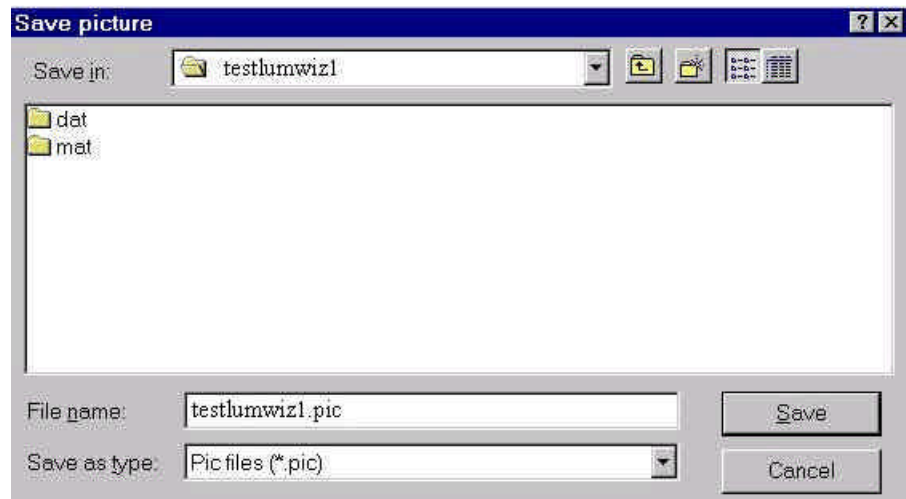 Save picture
Save in: testlumwiz1
dat
mat
File name: testlumwiz1.pic Save
Save as type: Pic files (*.pic) Cancel